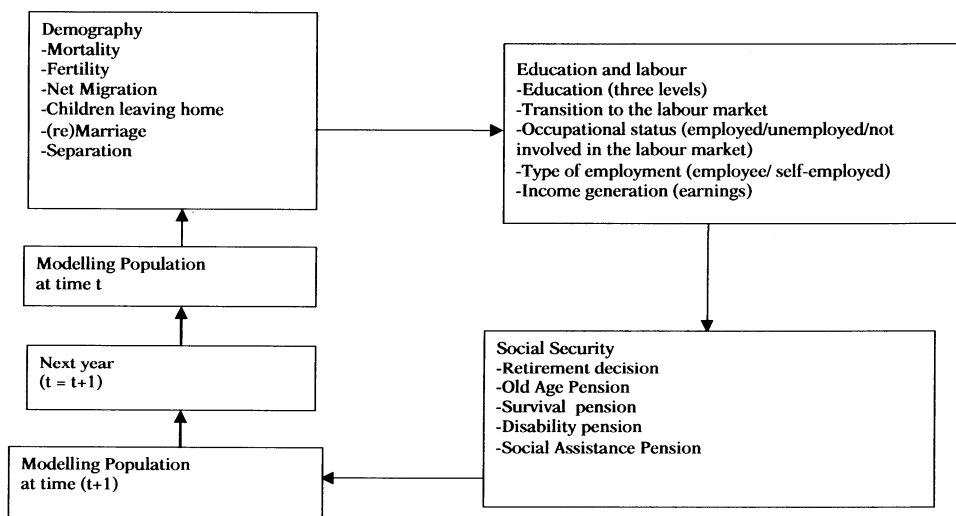 Demography
-Mortality
-Fertility
-Net Migration
-Children leaving home
-(re)Marriage
-Separation
Education and labour
-Education (three levels)
-Transition to the labour market
-Occupational status (employed/unemployed/not
involved in the labour market)
-Type of employment (employee/ self-employed)
-Income generation (earnings)
Modelling Population
at time t
Next year
(t = t+1)
Modelling Population
at time (t+1)
Social Security
-Retirement decision
-Old Age Pension
-Survival pension
-Disability pension
-Social Assistance Pension